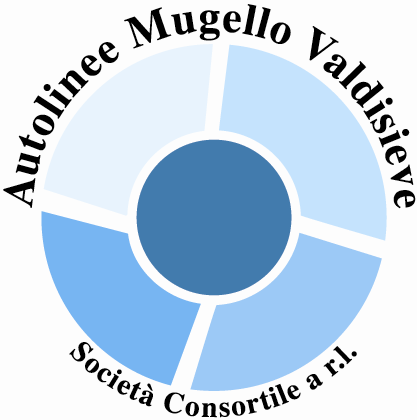 Autolinee Mugello Valdisieve
Società Consortile a r.l.